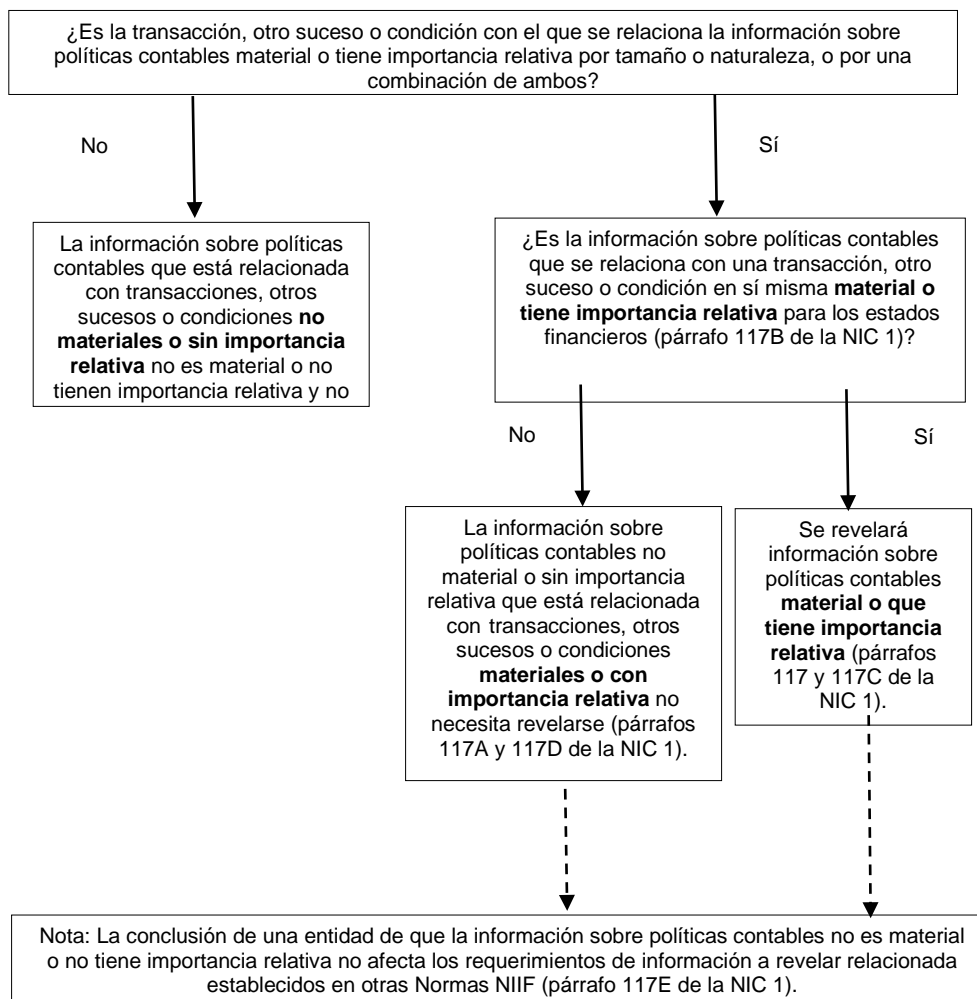 ¿Es la transacción, otro suceso o condición con el que se relaciona la información sobre
políticas contables material o tiene importancia relativa por tamaño o naturaleza, o por una
combinación de ambos?
No
Sí
La información sobre políticas
contables que está relacionada
con transacciones, otros
sucesos o condiciones no
materiales o sin importancia
relativa no es material o no
tienen importancia relativa y no
¿Es la información sobre políticas contables
que se relaciona con una transacción, otro
suceso o condición en sí misma material o
tiene importancia relativa para los estados
financieros (párrafo 117B de la NIC 1)?
No
Sí
La información sobre
políticas contables no
material o sin importancia
relativa que está relacionada
con transacciones, otros
sucesos o condiciones
materiales o con
importancia relativa no
necesita revelarse (párrafos
117A y 117D de la NIC 1).
Se revelará
información sobre
políticas contables
material o que
tiene importancia
relativa (párrafos
117 y 117C de la
NIC 1).
Nota: La conclusión de una entidad de que la información sobre políticas contables no es material
o no tiene importancia relativa no afecta los requerimientos de información a revelar relacionada
establecidos en otras Normas NIIF (párrafo 117E de la NIC 1).